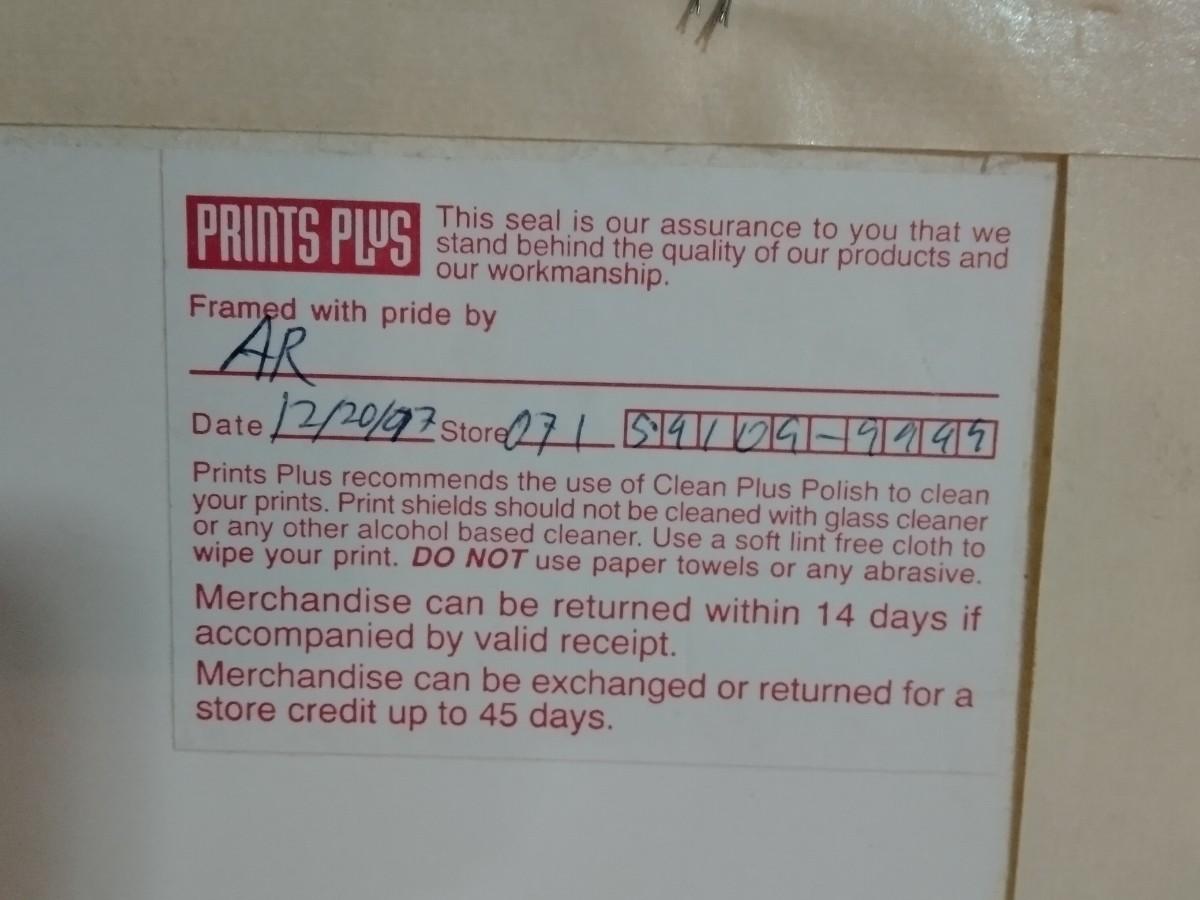 PRINTS PLUS
This seal is our assurance to you that we
stand behind the quality of our products and
our workmanship.
Framed with pride by
AR
Date 12/20/97 Store 071 59109-9999
Prints Plus recommends the use of Clean Plus Polish to clean
your prints. Print shields should not be cleaned with glass cleaner
or any other alcohol based cleaner. Use a soft lint free cloth to
wipe your print. DO NOT use paper towels or any abrasive.
Merchandise can be returned within 14 days if
accompanied by valid receipt.
Merchandise can be exchanged or returned for a
store credit up to 45 days.